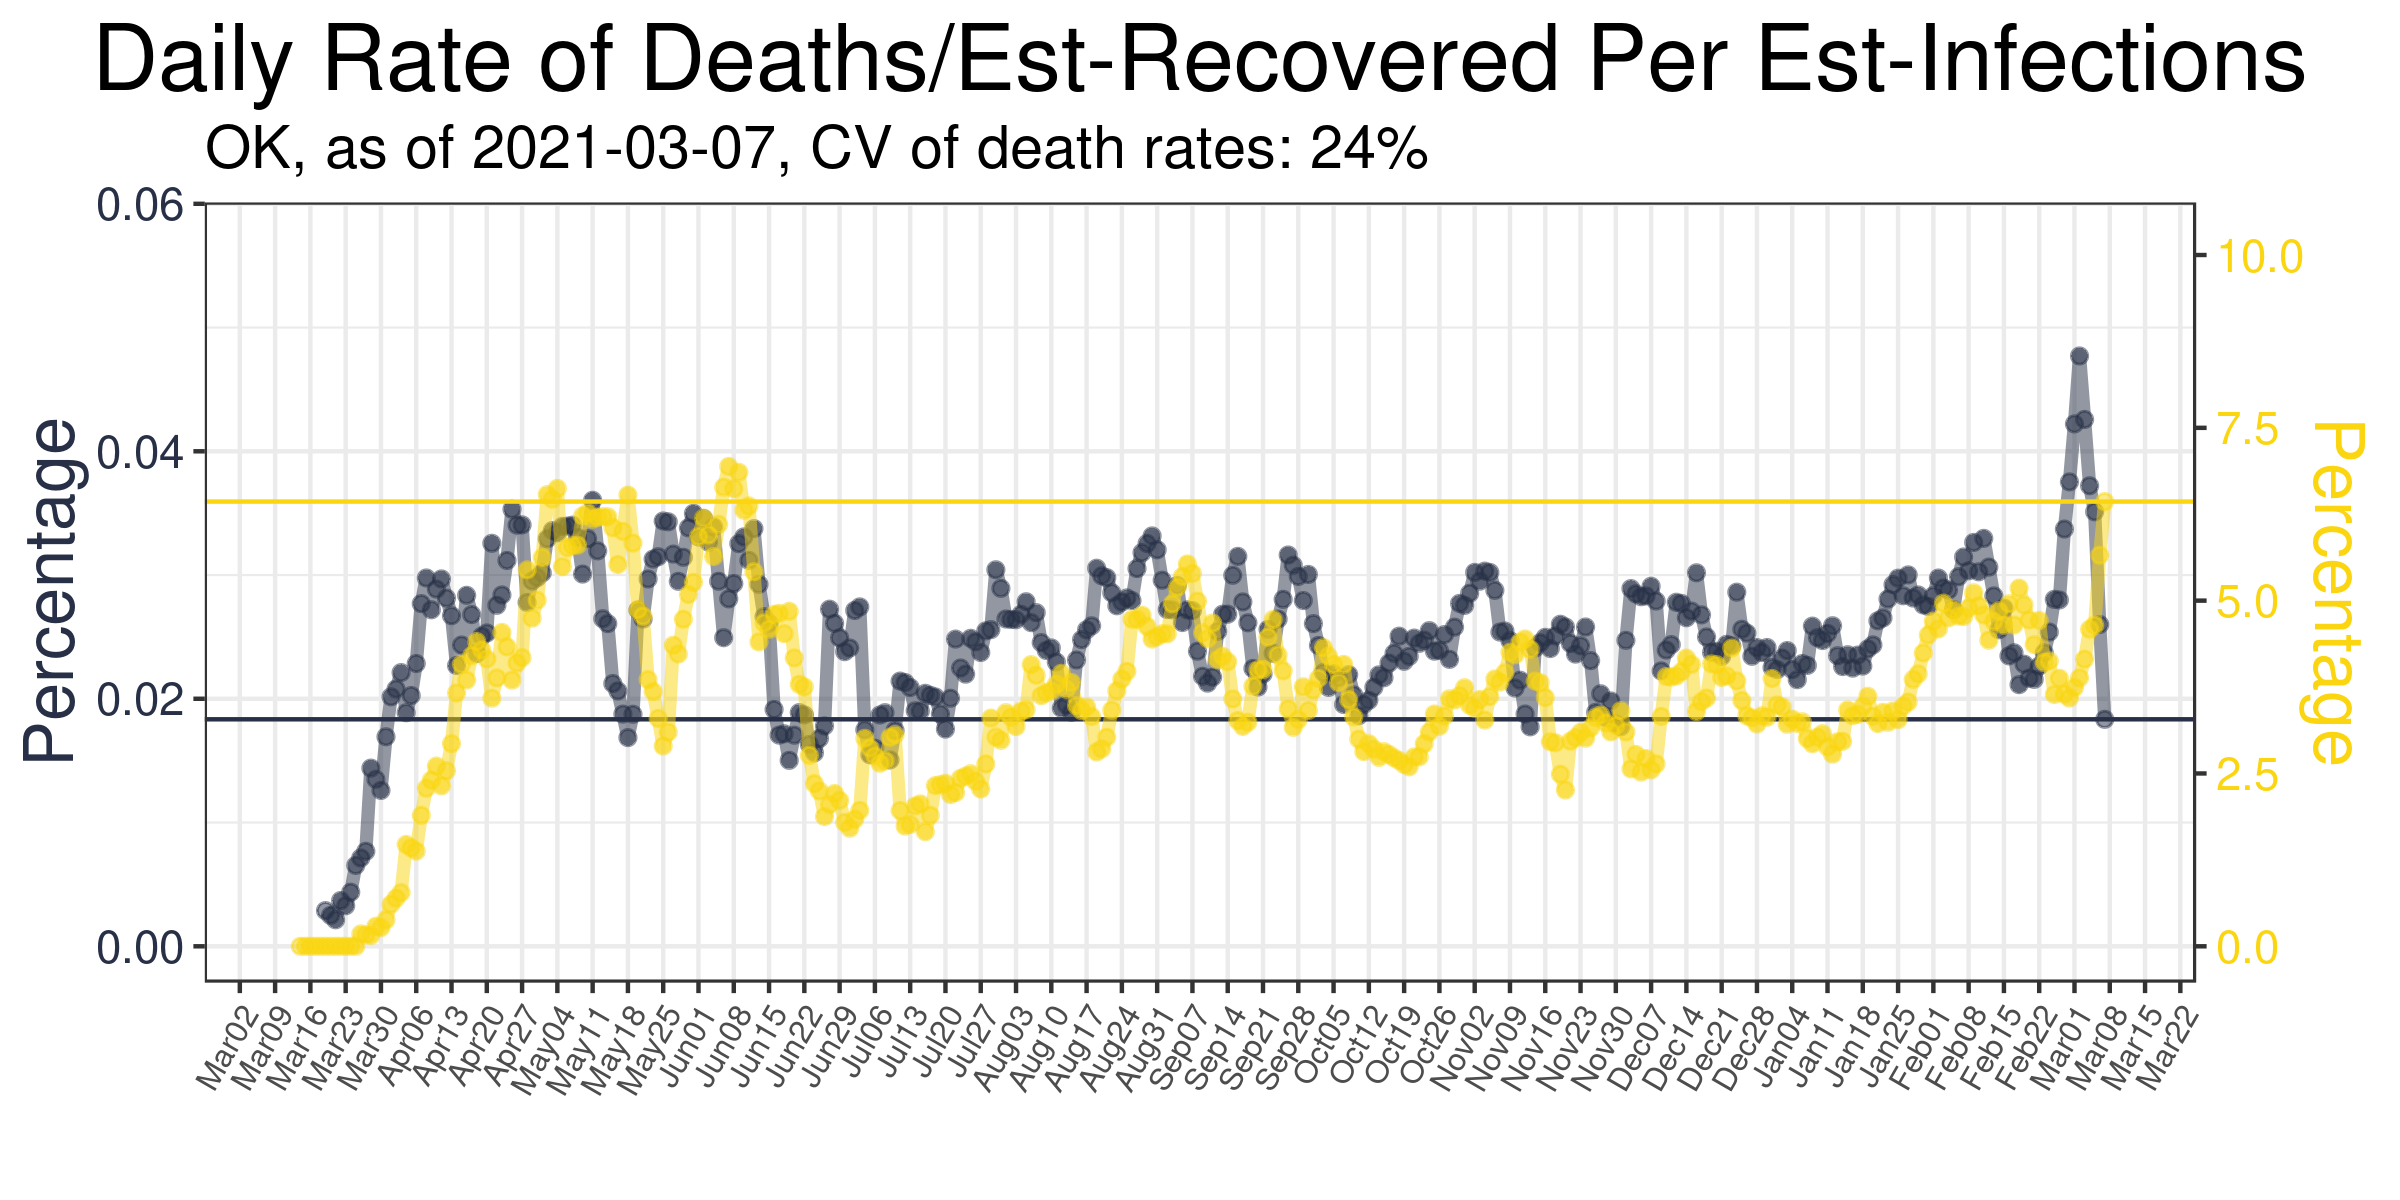 Daily Rate of Deaths/Est-Recovered Per Est-Infections
OK, as of 2021-03-07, CV of death rates: 24%
Percentage
0.06
0.04
0.02
0.00
10.0
7.5
5.0
2.5
0.0
Percentage
Mar02
Mar09
Mar16
Mar23
Mar30
Apr06
Apr13
Apr20
Apr27
May04
May11
May18
May25
Jun01
Jun08
Jun15
Jun22
Jun29
Jul06
Jul13
Jul20
Jul27
Aug03
Aug10
Aug17
Aug24
Aug31
Sep07
Sep14
Sep21
Sep28
Oct05
Oct12
Oct19
Oct26
Nov02
Nov09
Nov16
Nov23
Nov30
Dec07
Dec14
Dec21
Dec28
Dec04
Jan11
Jan18
Jan25
Feb01
Feb08
Feb15
Feb22
Mar01
Mar08
Mar15
Mar22